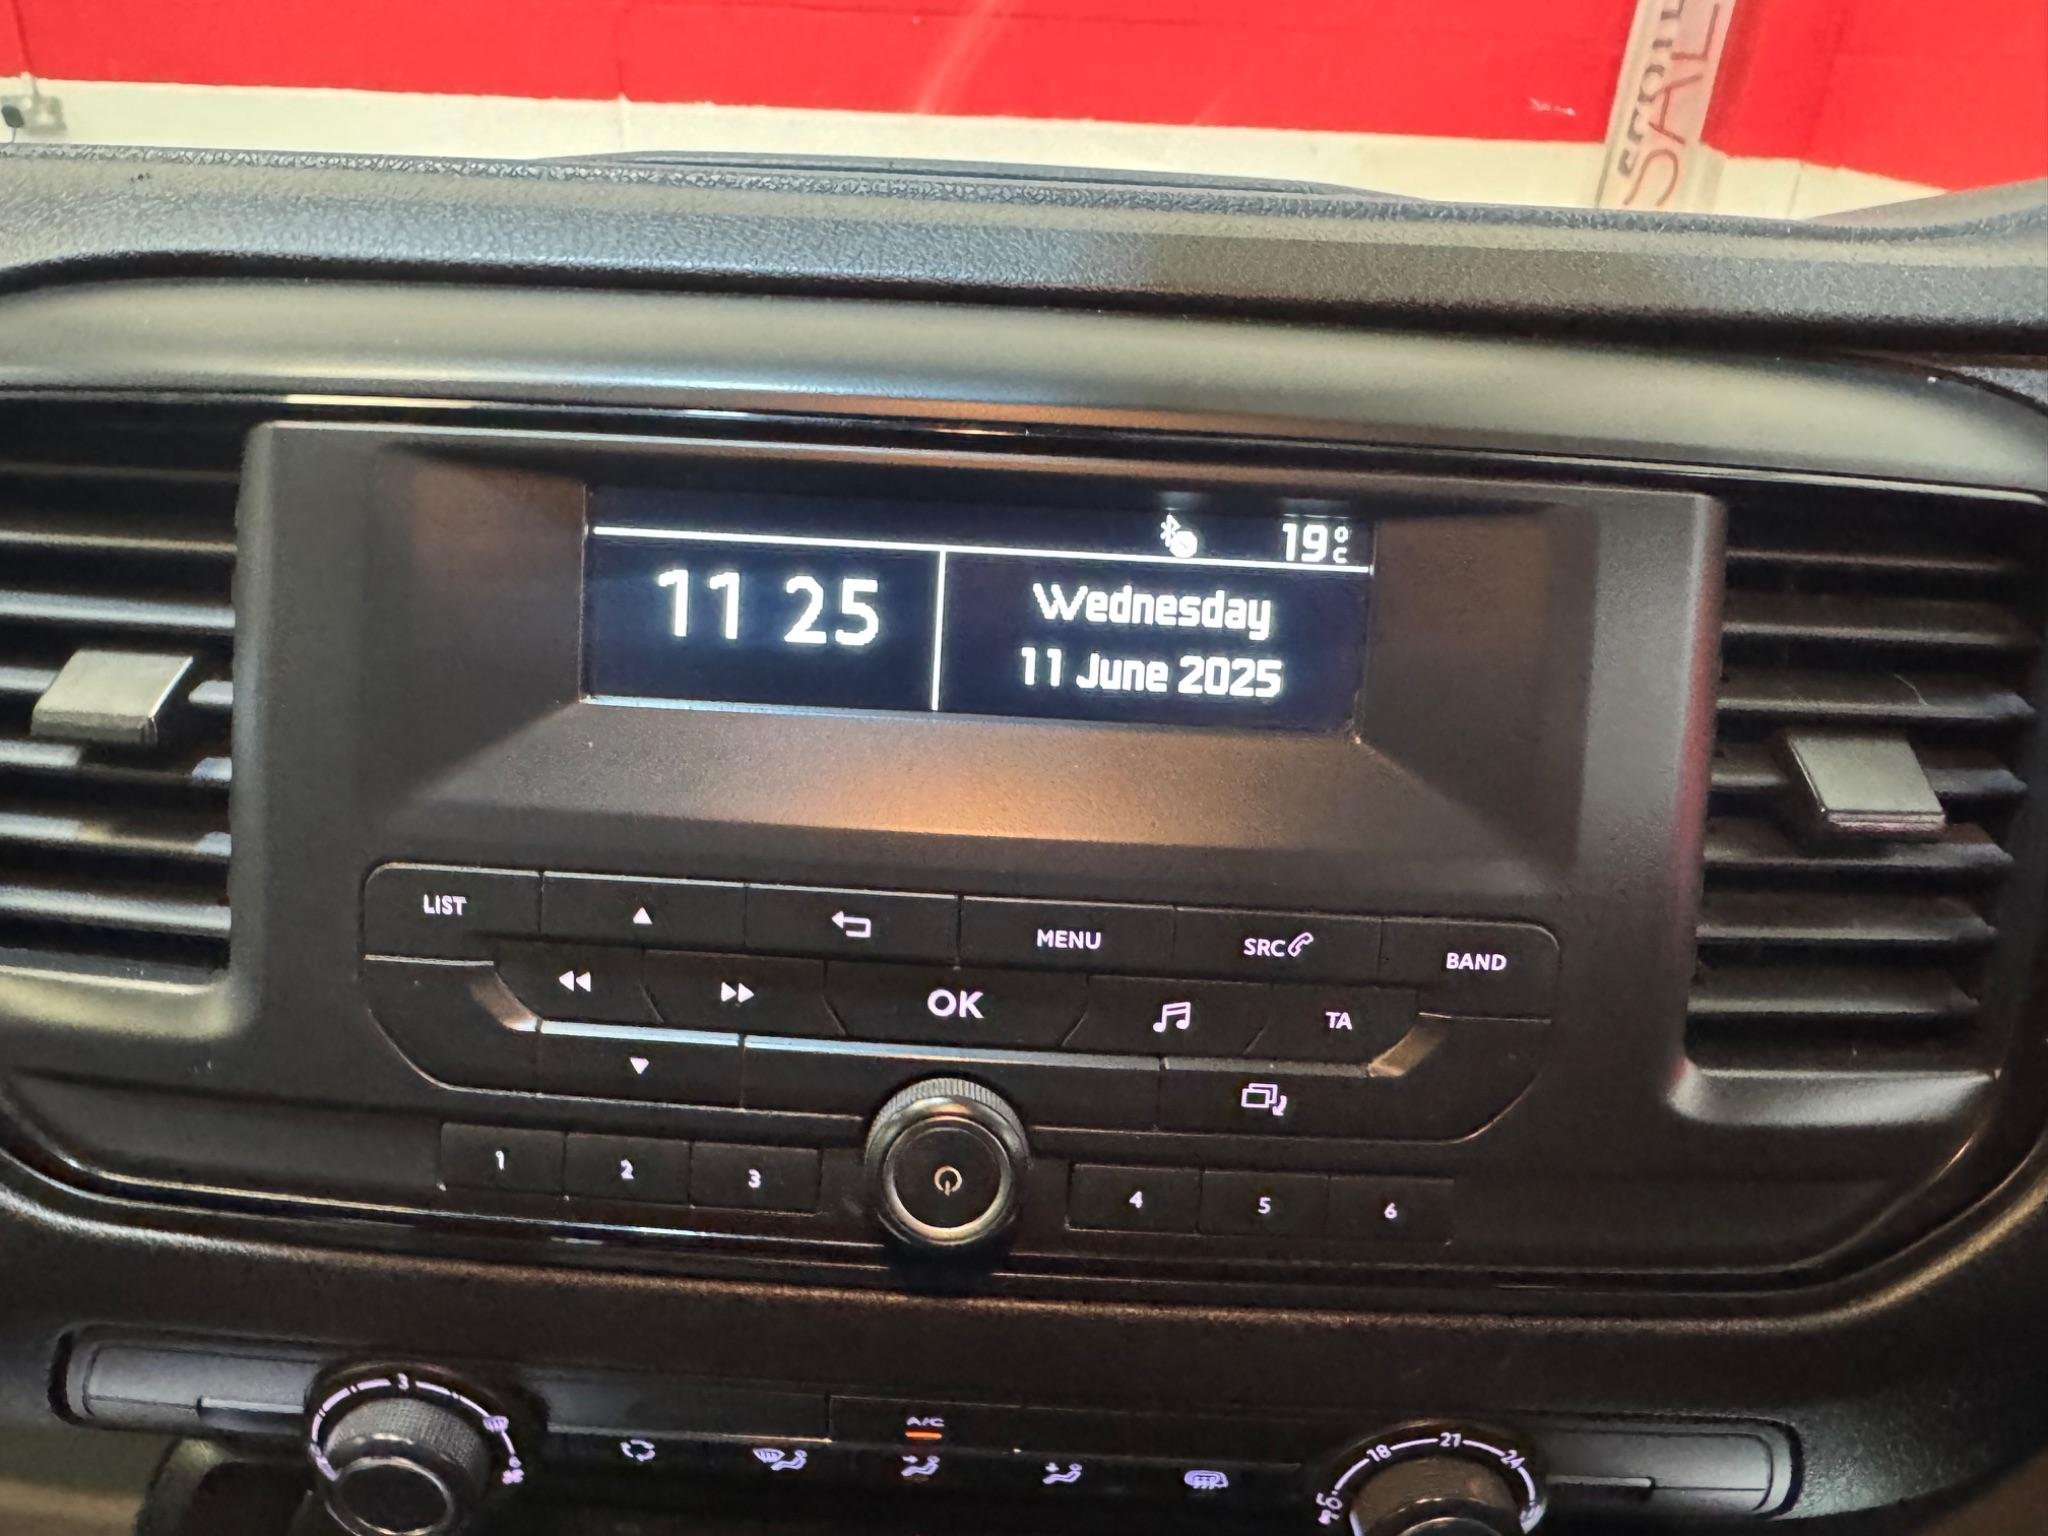 SAL
19°C
11 25
Wednesday
11 June 2025
LIST
MENU
SRC
BAND
OK
TA
1
2
3
4
5
6
3
A/C
18
21
24